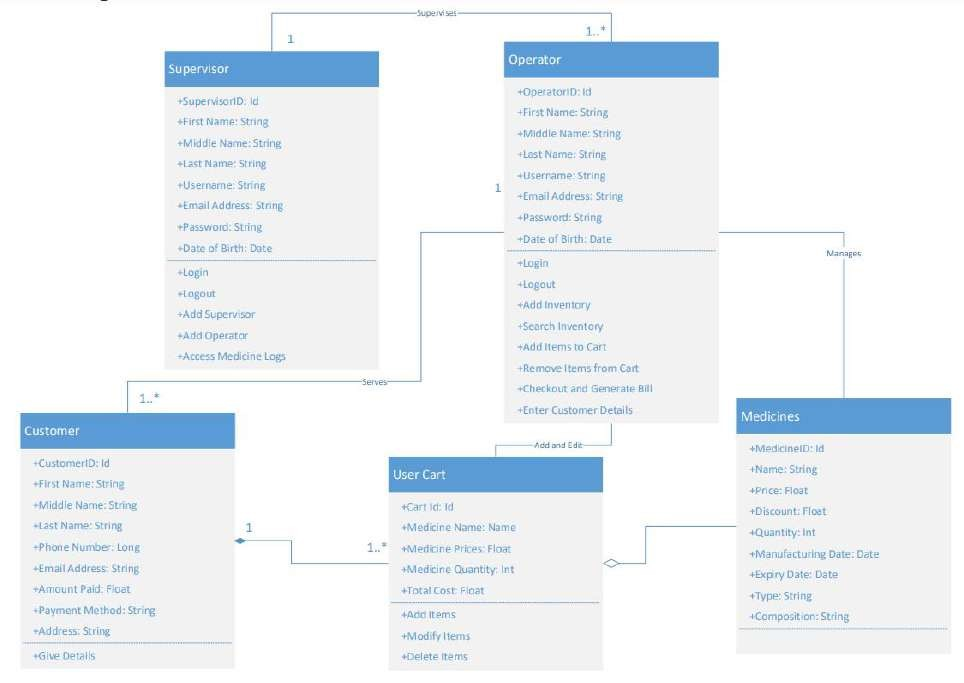 Supervises
1
1..*
Supervisor
+SupervisorID: Id
+First Name: String
+Middle Name: String
+Last Name: String
+Username: String
+Email Address: String
+Password: String
+Date of Birth: Date
+Login
+Logout
+Add Supervisor
+Add Operator
+Access Medicine Logs
Operator
+OperatorID: Id
+First Name: String
+Middle Name: String
+Last Name: String
+Username: String
+Email Address: String
+Password: String
+Date of Birth: Date
+Login
+Logout
+Add Inventory
+Search Inventory
+Add Items to Cart
+Remove Items from Cart
+Checkout and Generate Bill
+Enter Customer Details
1
Manages
Serves
1..*
Add and Edit
Customer
+CustomerID: Id
+First Name: String
+Middle Name: String
+Last Name: String
+Phone Number: Long
+Email Address: String
+Amount Paid: Float
+Payment Method: String
+Address: String
+Give Details
1
1..*
User Cart
+Cart Id: Id
+Medicine Name: Name
+Medicine Prices: Float
+Medicine Quantity: Int
+Total Cost: Float
+Add Items
+Modify Items
+Delete Items
Medicines
+MedicineID: Id
+Name: String
+Price: Float
+Discount: Float
+Quantity: Int
+Manufacturing Date: Date
+Expiry Date: Date
+Type: String
+Composition: String